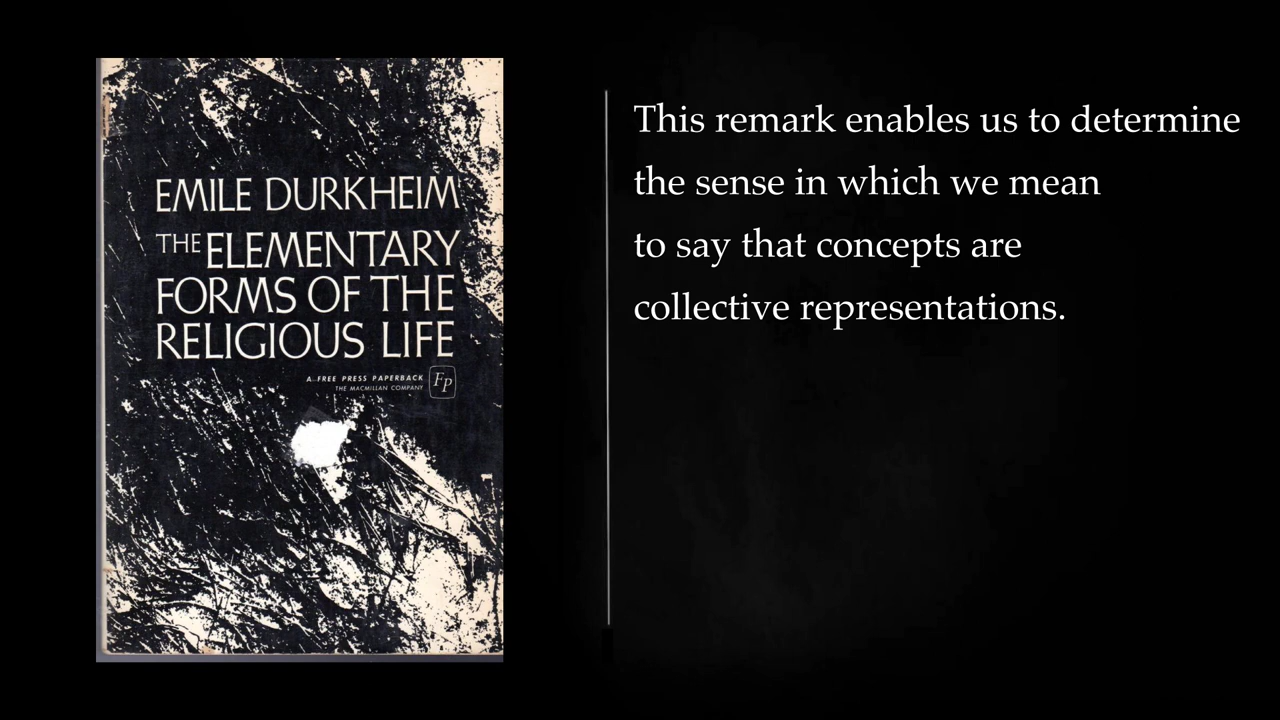 EMILE DURKHEIM
THE ELEMENTARY
FORMS OF THE
RELIGIOUS LIFE
A FREE PRESS PAPERBACK
THE MACMILLAN COMPANY
FP
This remark enables us to determine
the sense in which we mean
to say that concepts are
collective representations.